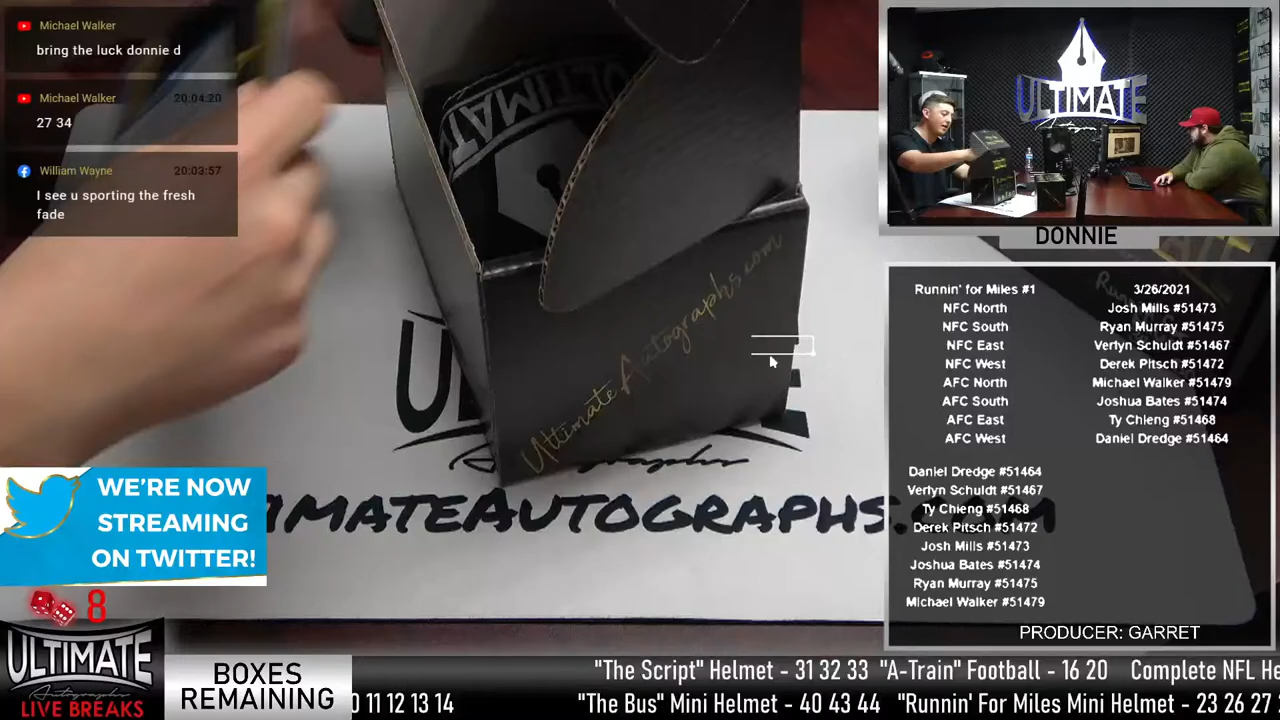 Michael Walker
bring the luck donnie d
Michael Walker 20:04:20
27 34
William Wayne 20:03:57
I see u sporting the fresh
fade
ULTIMATE
ULTIMATE
DONNIE
UltimateAutographs.com
Runnin' for Miles #1 3/26/2021
NFC North Josh Mills #51473
NFC South Ryan Murray #51475
NFC East Verlyn Schuldt #51467
NFC West Derek Pitsch #51472
AFC North Michael Walker #51479
AFC South Joshua Bates #51474
AFC East Ty Chieng #51468
AFC West Daniel Dredge #51464
Daniel Dredge #51464
Verlyn Schuldt #51467
Ty Chieng #51468
Derek Pitsch #51472
Josh Mills #51473
Joshua Bates #51474
Ryan Murray #51475
Michael Walker #51479
PRODUCER: GARRET
WE'RE NOW
STREAMING
ON TWITTER!
8
ULTIMATE
Autographs
LIVE BREAKS
BOXES
REMAINING
"The Script" Helmet - 31 32 33 "A-Train" Football - 16 20 Complete NFL He
0 11 12 13 14 "The Bus" Mini Helmet - 40 43 44 "Runnin' For Miles Mini Helmet - 23 26 27